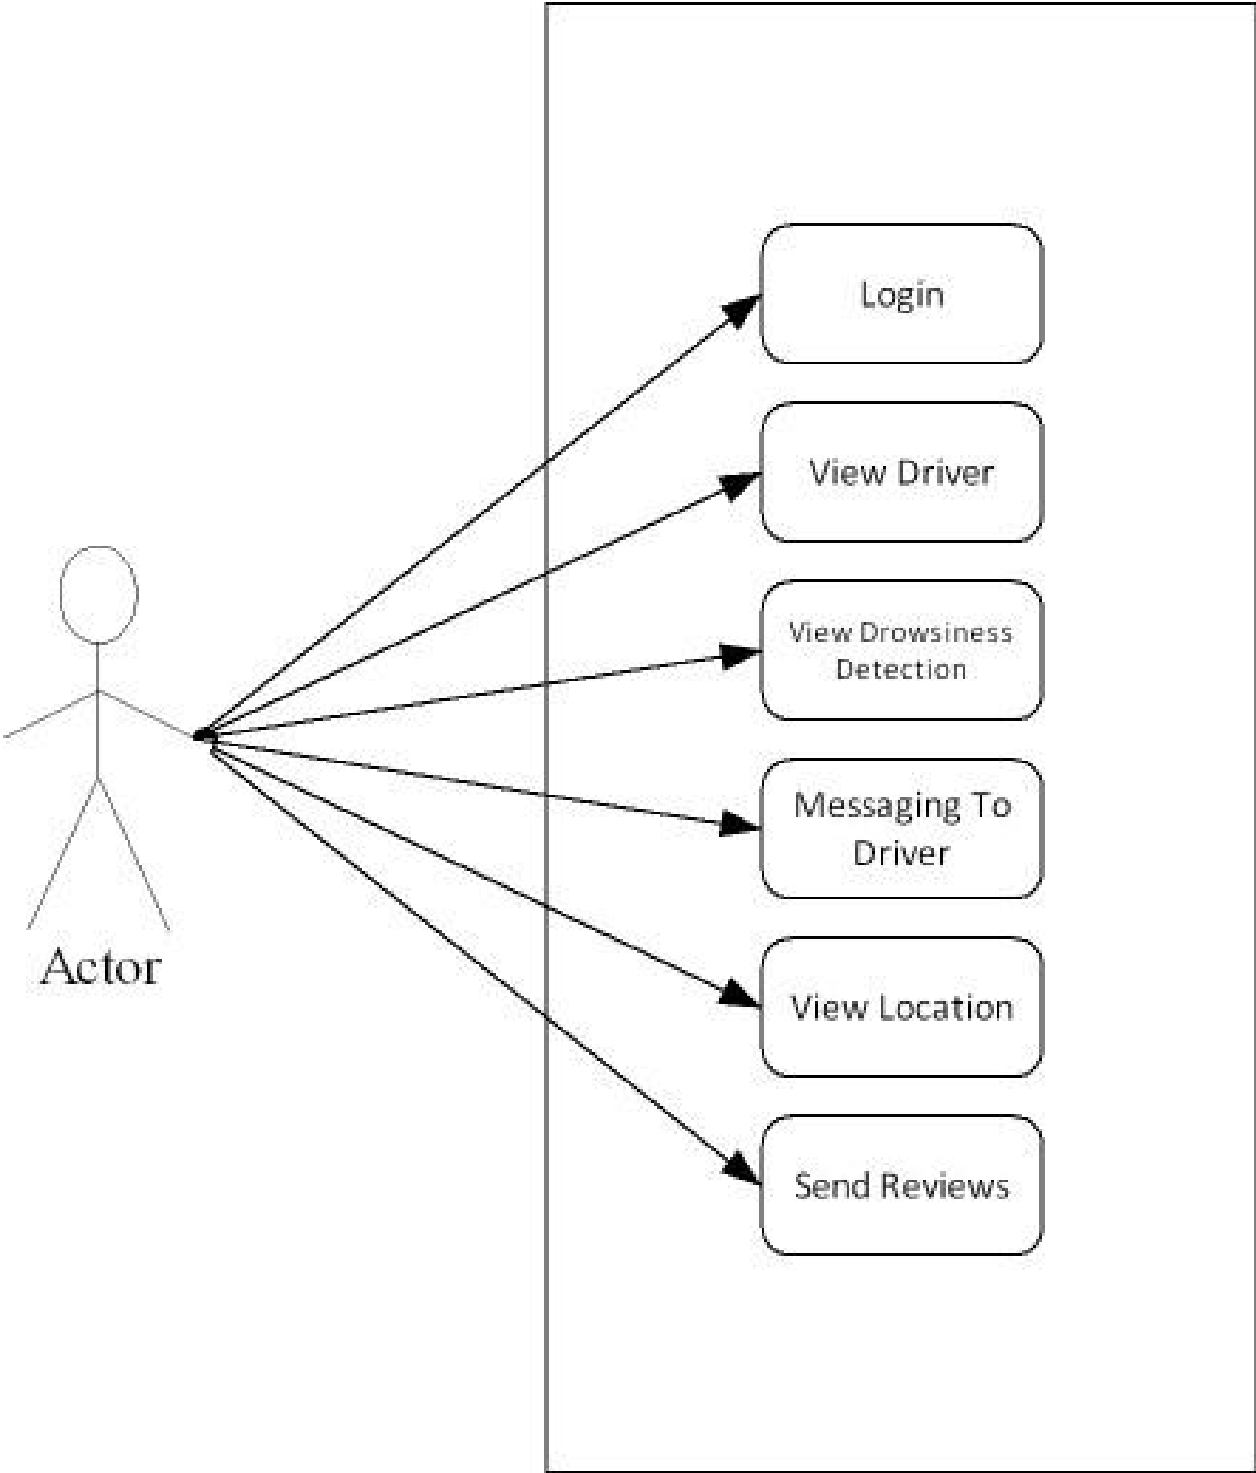 Login
View Driver
View Drowsiness
Detection
Messaging To
Driver
Actor
View Location
Send Reviews